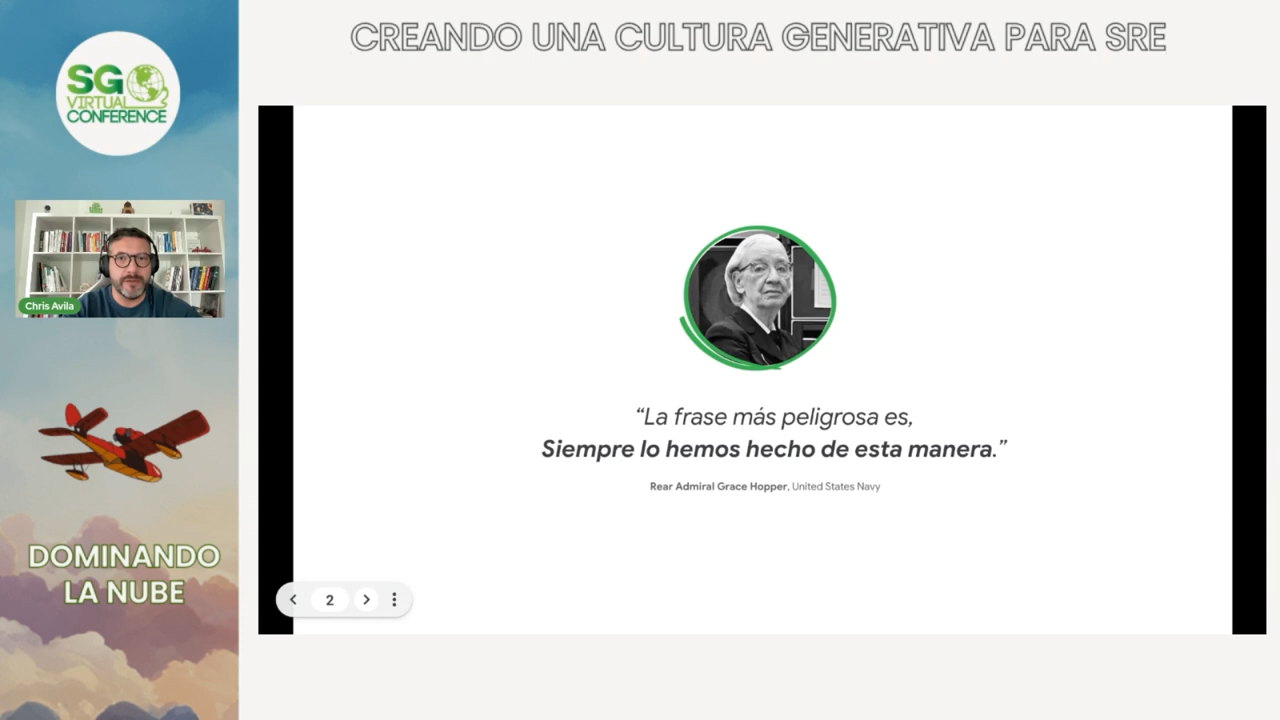 CREANDO UNA CULTURA GENERATIVA PARA SRE
SG
VIRTUAL
CONFERENCE
Chris Avila
DOMINANDO
LA NUBE
“La frase más peligrosa es,
Siempre lo hemos hecho de esta manera.”
Rear Admiral Grace Hopper, United States Navy
2